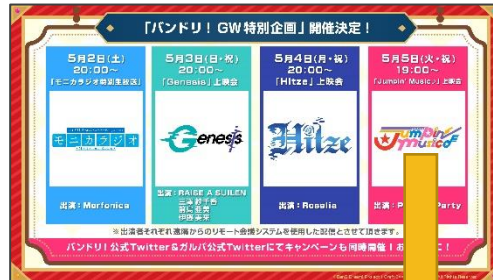 「バンドリ! GW特別企画」開催決定!
5月2日(土)
20:00~
「モニカラジオ特別生放送」
モニカラジオ
出演:Morfonica
5月3日(日・祝)
20:00~
「Genesis」上映会
Genesis
出演:RAISE A SUILEN
5月4日(月・祝)
20:00~
「Hitze」上映会
Hitze
出演:Roselia
5月5日(火・祝)
19:00~
「Jumpin' Music♪」上映会
Jumpin' Music
出演:P
Party
※出演者それぞれ遠隔からのリモート会議システムを使用した配信とさせて頂きます。
バンドリ!公式Twitter&ガルパ公式Twitterにてキャンペーンも同時開催!お
に!